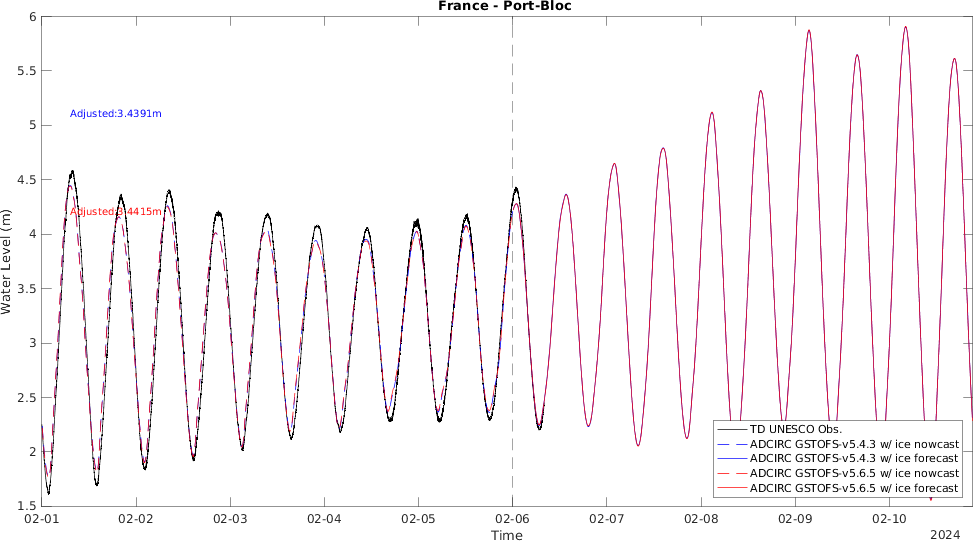 France - Port-Bloc
6
5.5
5
4.5
4
3.5
3
2.5
2
1.5
Water Level (m)
Adjusted:3.4391m
Adjusted:3.4415m
TD UNESCO Obs.
ADCIRC GSTOFS-v5.4.3 w/ ice nowcast
ADCIRC GSTOFS-v5.4.3 w/ ice forecast
ADCIRC GSTOFS-v5.6.5 w/ ice nowcast
ADCIRC GSTOFS-v5.6.5 w/ ice forecast
02-01 02-02 02-03 02-04 02-05 02-06 02-07 02-08 02-09 02-10
Time
2024